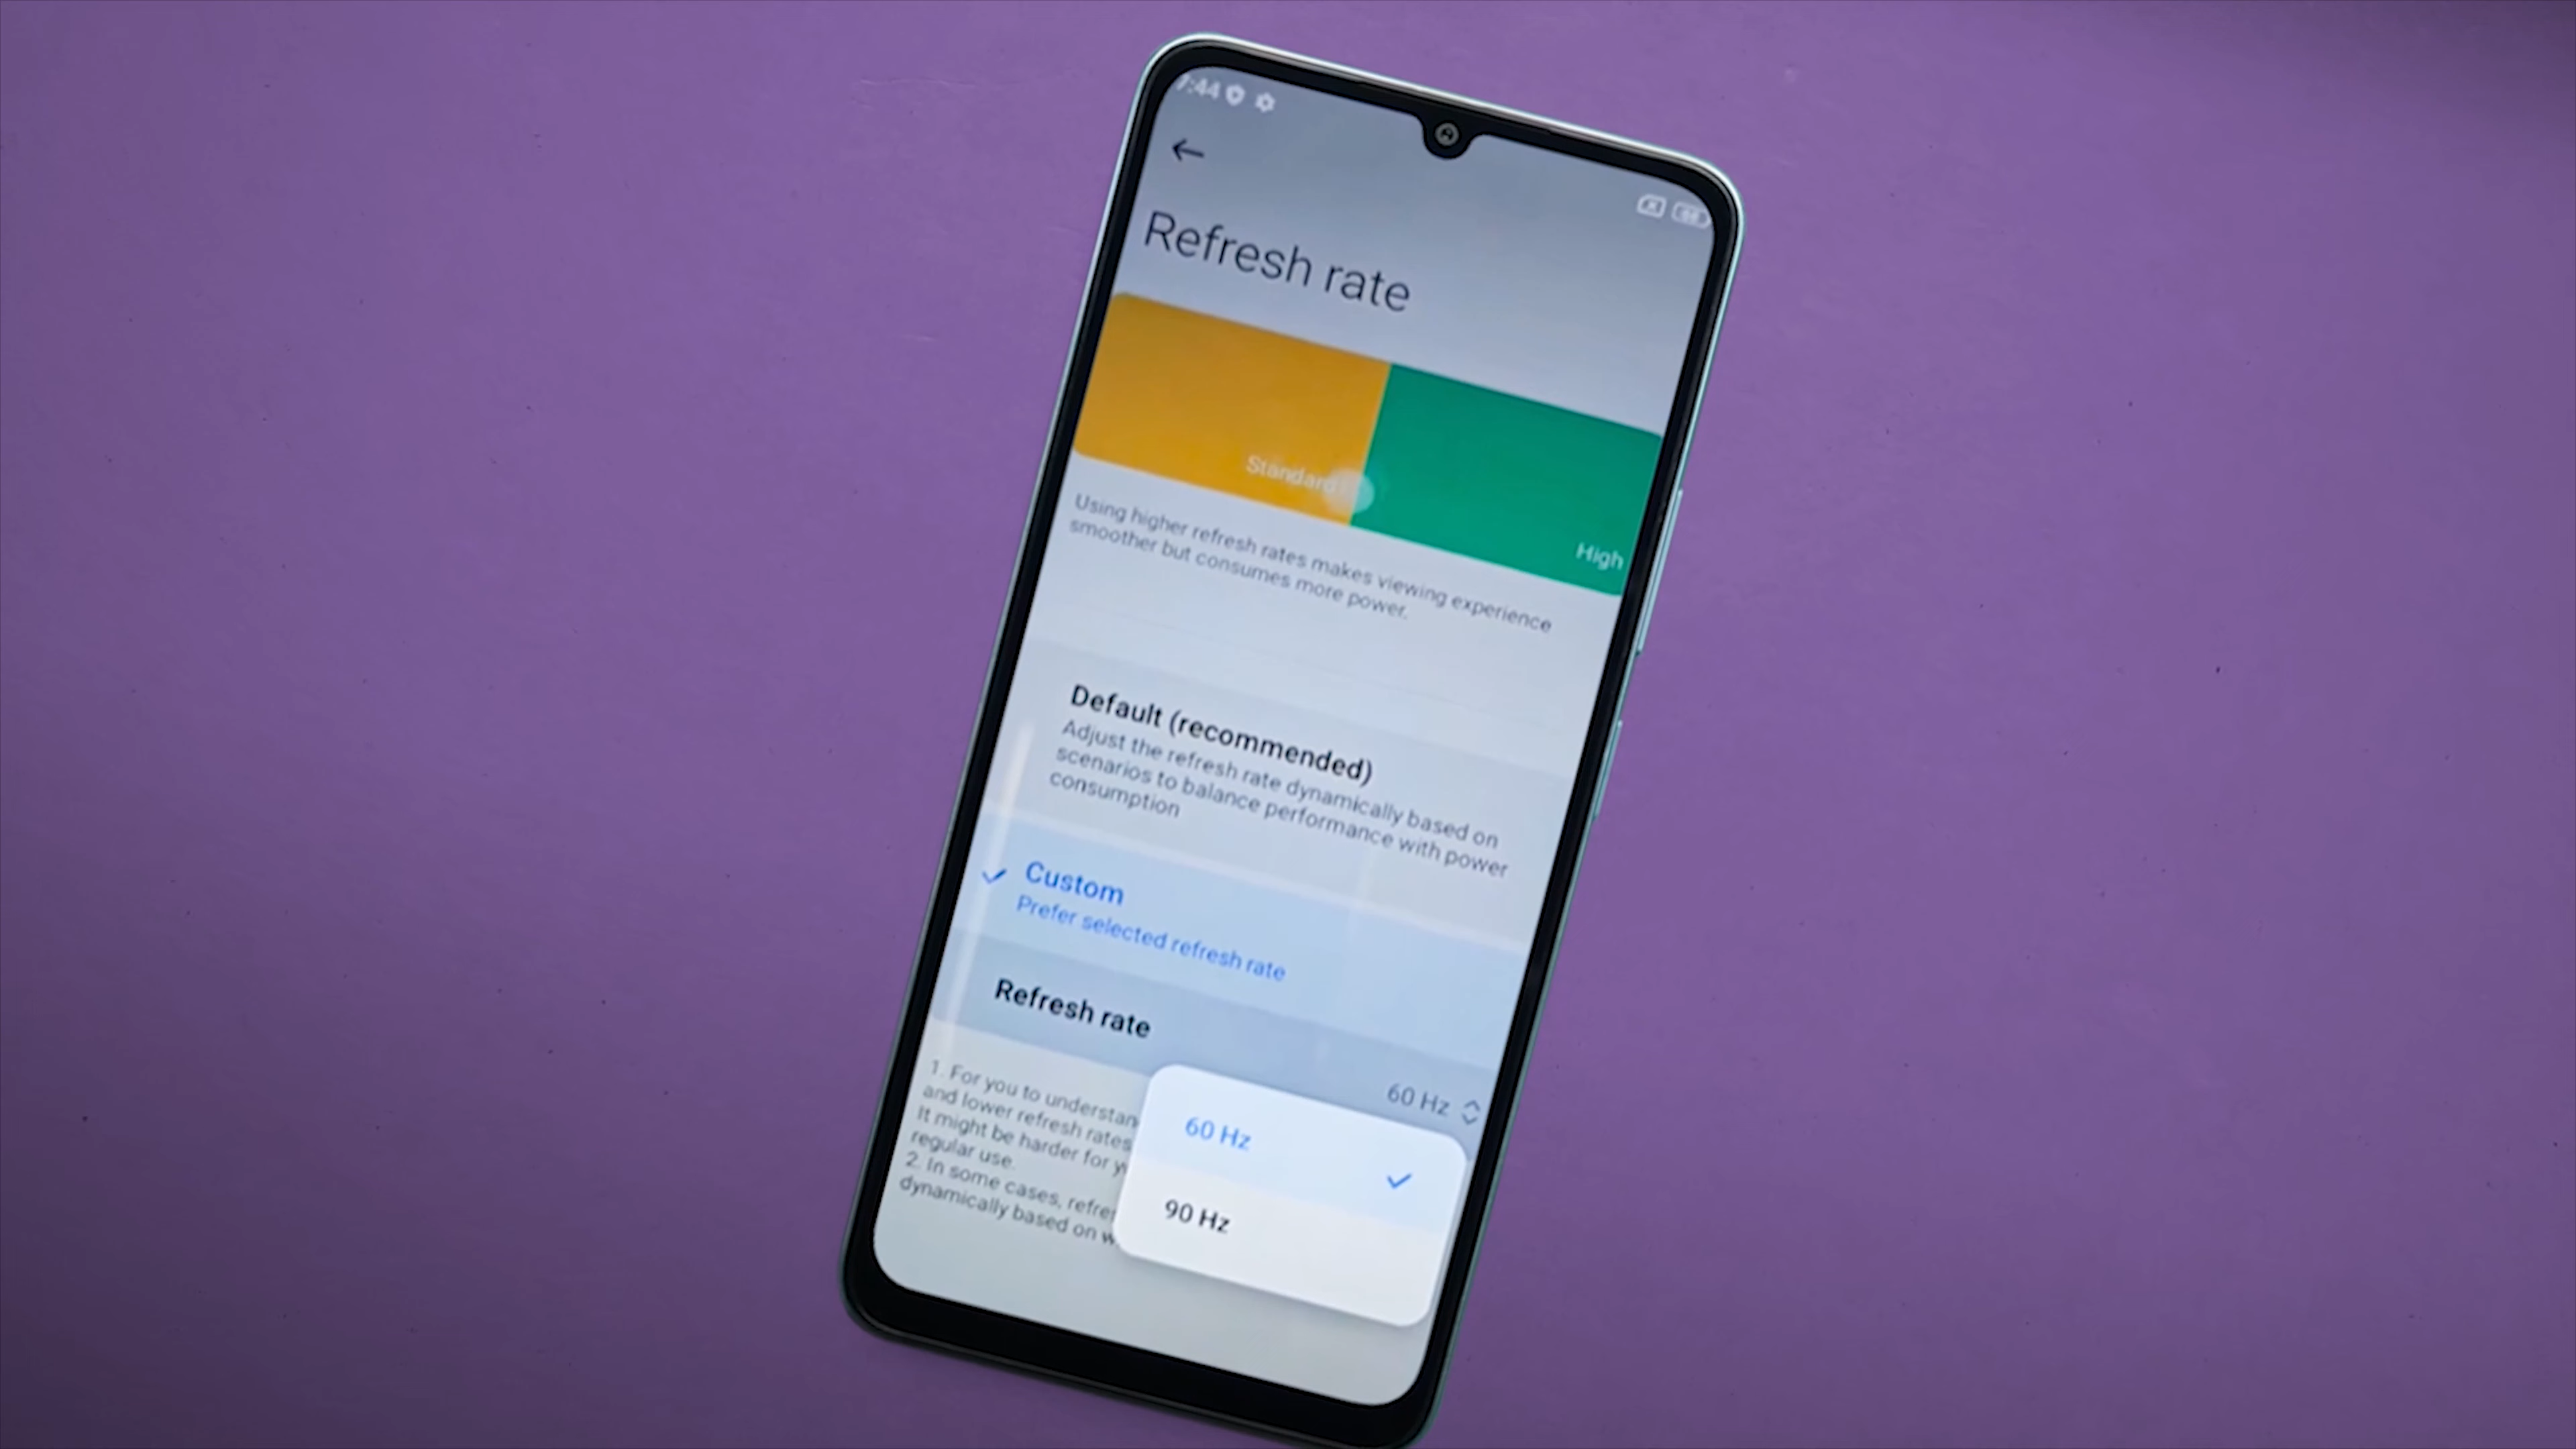 7:44
Refresh rate
Standard
High
Using higher refresh rates makes viewing experience
smoother but consumes more power.
Default (recommended)
Adjust the refresh rate dynamically based on
scenarios to balance performance with power
consumption
Custom
Prefer selected refresh rate
Refresh rate
60 Hz
60 Hz
90 Hz
1. For you to understan
and lower refresh rates
It might be harder for y
regular use.
2. In some cases, refre
dynamically based on w